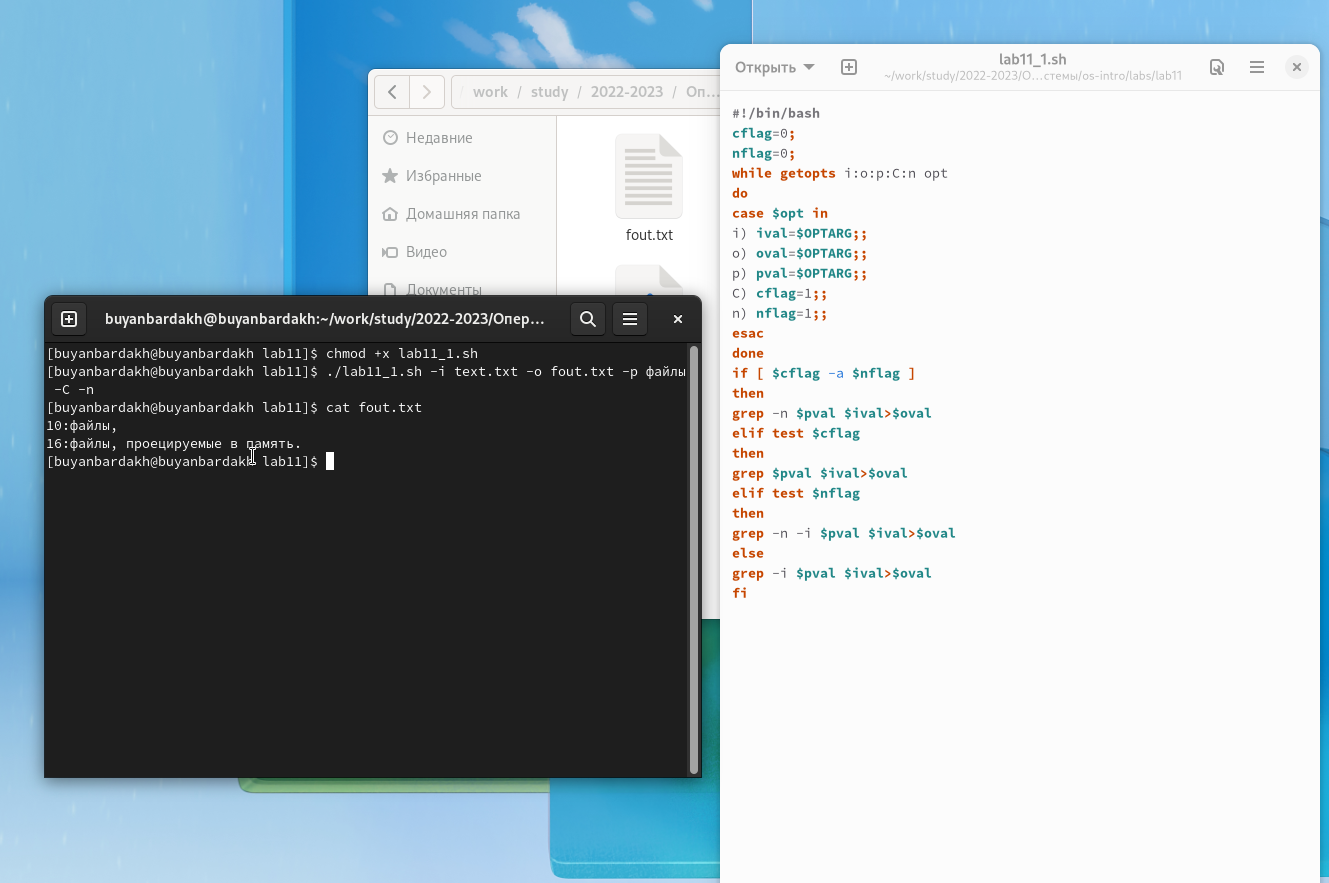 work / study / 2022-2023 / Оп…
Недавние
Избранные
Домашняя папка
Видео
Документы
fout.txt
buyanbardakh@buyanbardakh:~/work/study/2022-2023/Опер…
[buyanbardakh@buyanbardakh lab11]$ chmod +x lab11_1.sh
[buyanbardakh@buyanbardakh lab11]$ ./lab11_1.sh -i text.txt -o fout.txt -p файлы
-C -n
[buyanbardakh@buyanbardakh lab11]$ cat fout.txt
10:файлы,
16:файлы, проецируемые в память.
[buyanbardakh@buyanbardakh lab11]$
Открыть
lab11_1.sh
~/work/study/2022-2023/О…стемы/os-intro/labs/lab11
#!/bin/bash
cflag=0;
nflag=0;
while getopts i:o:p:C:n opt
do
case $opt in
i) ival=$OPTARG;;
o) oval=$OPTARG;;
p) pval=$OPTARG;;
C) cflag=1;;
n) nflag=1;;
esac
done
if [ $cflag -a $nflag ]
then
grep -n $pval $ival>$oval
elif test $cflag
then
grep $pval $ival>$oval
elif test $nflag
then
grep -n -i $pval $ival>$oval
else
grep -i $pval $ival>$oval
fi